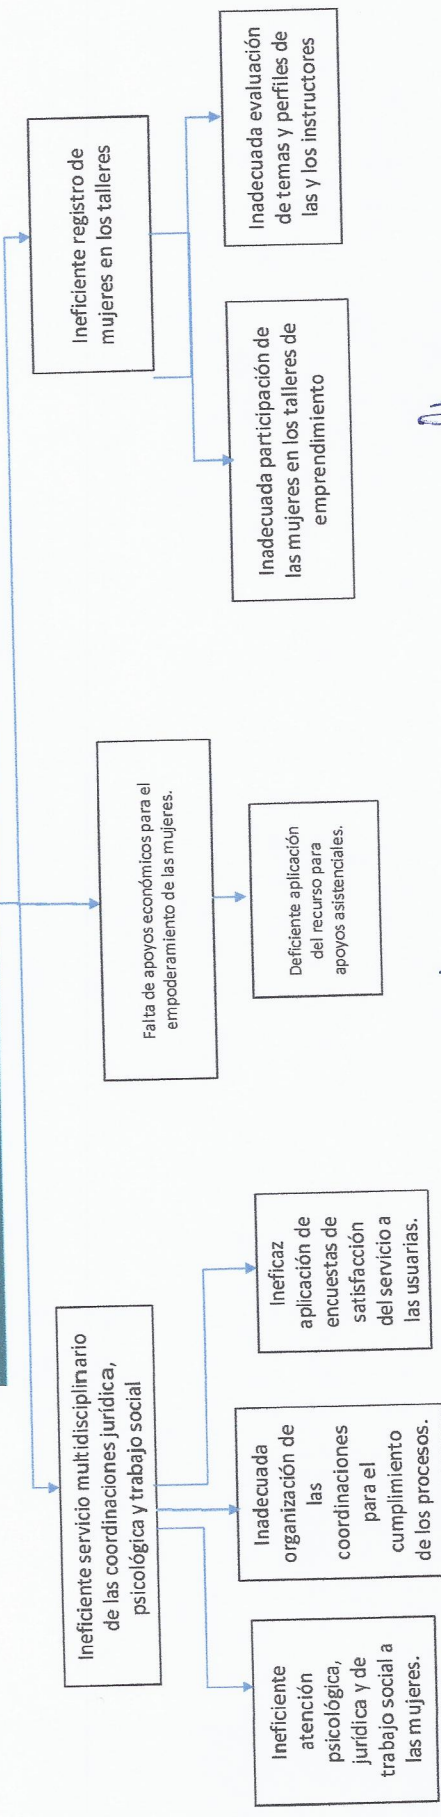 Ineficiente servicio multidisciplinario
de las coordinaciones jurídica,
psicológica y trabajo social
Falta de apoyos económicos para el
empoderamiento de las mujeres.
Ineficiente registro de
mujeres en los talleres
Ineficiente
atención
psicológica,
jurídica y de
trabajo social a
las mujeres.
Inadecuada
organización de
las
coordinaciones
para el
cumplimiento
de los procesos.
Ineficaz
aplicación de
encuestas de
satisfacción
del servicio a
las usuarias.
Deficiente aplicación
del recurso para
apoyos asistenciales.
Inadecuada participación de
las mujeres en los talleres de
emprendimiento
Inadecuada evaluación
de temas y perfiles de
las y los instructores